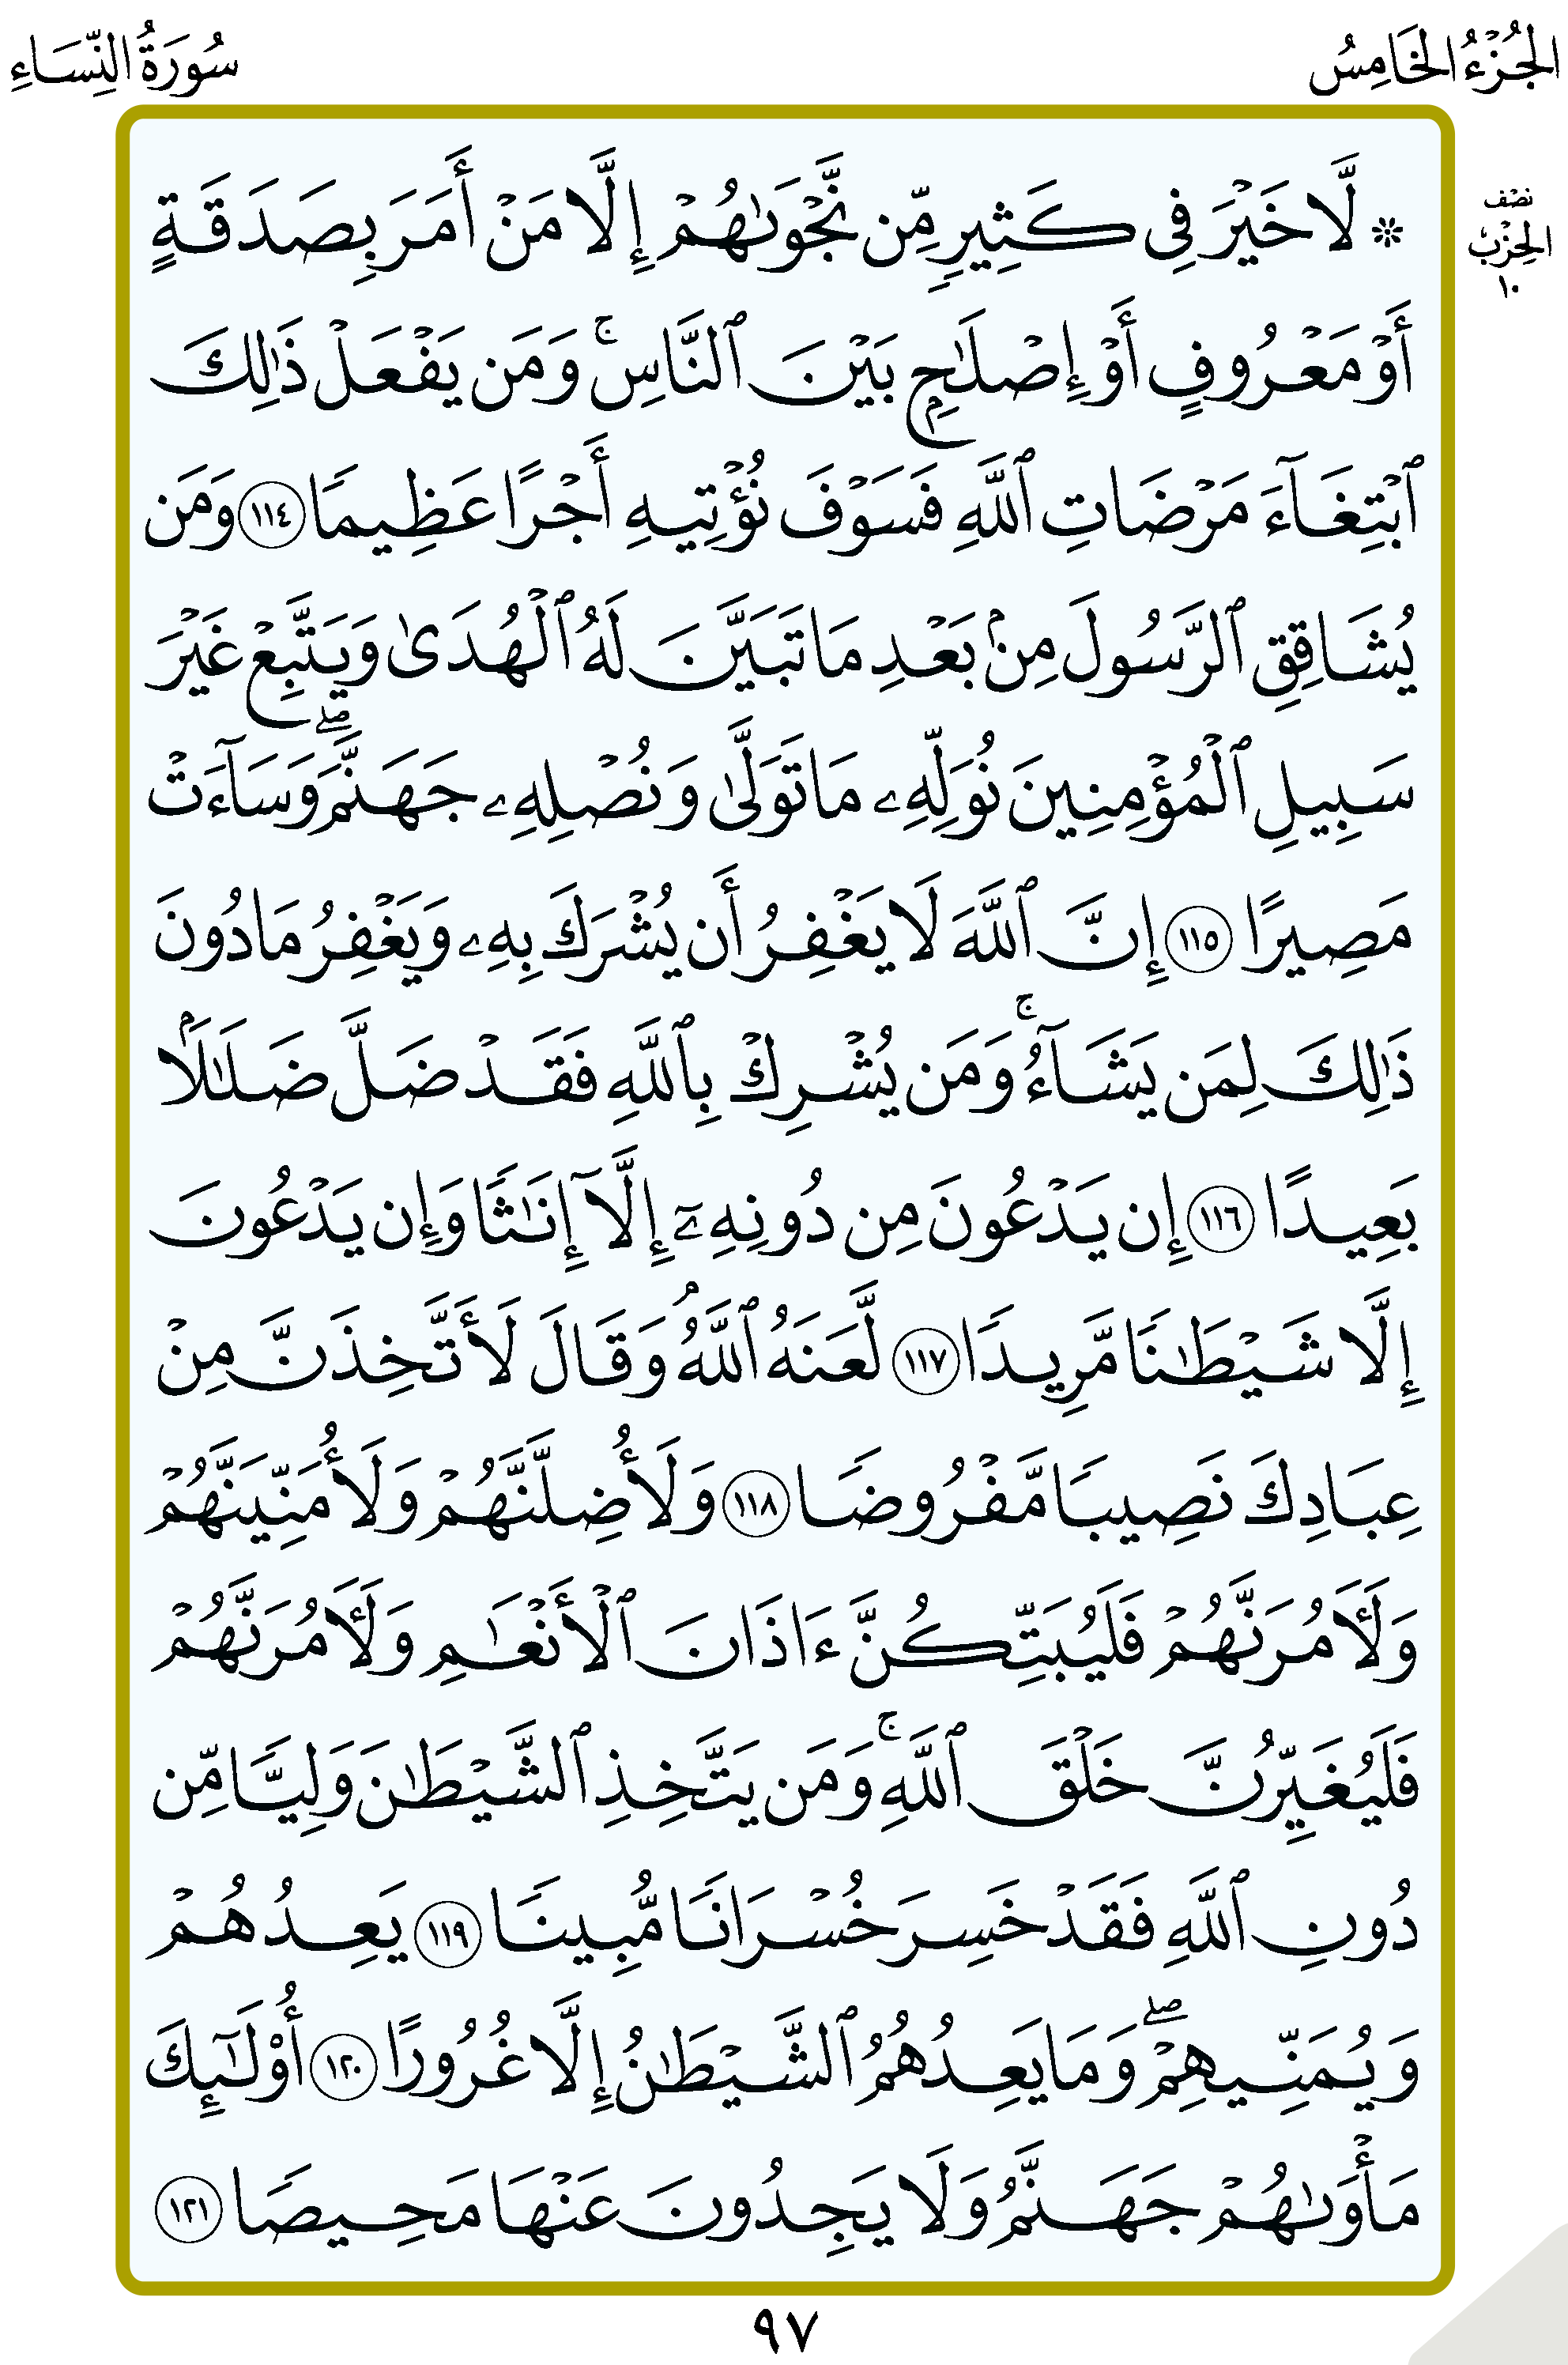 الجُزْءُ الخَامِسُ
سُورَةُ النِّسَاءِ
نصف
الحِزْب
١٠
۞ لَّا خَيْرَ فِى كَثِيرٍ مِّن نَّجْوَىٰهُمْ إِلَّا مَنْ أَمَرَ بِصَدَقَةٍ
أَوْ مَعْرُوفٍ أَوْ إِصْلَـٰحٍۭ بَيْنَ ٱلنَّاسِ ۚ وَمَن يَفْعَلْ ذَٰلِكَ
ٱبْتِغَآءَ مَرْضَاتِ ٱللَّهِ فَسَوْفَ نُؤْتِيهِ أَجْرًا عَظِيمًا ١١٤ وَمَن
يُشَاقِقِ ٱلرَّسُولَ مِنۢ بَعْدِ مَا تَبَيَّنَ لَهُ ٱلْهُدَىٰ وَيَتَّبِعْ غَيْرَ
سَبِيلِ ٱلْمُؤْمِنِينَ نُوَلِّهِۦ مَا تَوَلَّىٰ وَنُصْلِهِۦ جَهَنَّمَ ۖ وَسَآءَتْ
مَصِيرًا ١١٥ إِنَّ ٱللَّهَ لَا يَغْفِرُ أَن يُشْرَكَ بِهِۦ وَيَغْفِرُ مَا دُونَ
ذَٰلِكَ لِمَن يَشَآءُ ۚ وَمَن يُشْرِكْ بِٱللَّهِ فَقَدْ ضَلَّ ضَلَـٰلًۢا
بَعِيدًا ١١٦ إِن يَدْعُونَ مِن دُونِهِۦٓ إِلَّآ إِنَـٰثًا وَإِن يَدْعُونَ
إِلَّا شَيْطَـٰنًا مَّرِيدًا ١١٧ لَّعَنَهُ ٱللَّهُ ۘ وَقَالَ لَأَتَّخِذَنَّ مِنْ
عِبَادِكَ نَصِيبًا مَّفْرُوضًا ١١٨ وَلَأُضِلَّنَّهُمْ وَلَأُمَنِّيَنَّهُمْ
وَلَـَٔامُرَنَّهُمْ فَلَيُبَتِّكُنَّ ءَاذَانَ ٱلْأَنْعَـٰمِ وَلَـَٔامُرَنَّهُمْ
فَلَيُغَيِّرُنَّ خَلْقَ ٱللَّهِ ۚ وَمَن يَتَّخِذِ ٱلشَّيْطَـٰنَ وَلِيًّا مِّن
دُونِ ٱللَّهِ فَقَدْ خَسِرَ خُسْرَانًا مُّبِينًا ١١٩ يَعِدُهُمْ
وَيُمَنِّيهِمْ ۖ وَمَا يَعِدُهُمُ ٱلشَّيْطَـٰنُ إِلَّا غُرُورًا ١٢٠ أُو۟لَـٰٓئِكَ
مَأْوَىٰهُمْ جَهَنَّمُ وَلَا يَجِدُونَ عَنْهَا مَحِيصًا ١٢١
٩٧